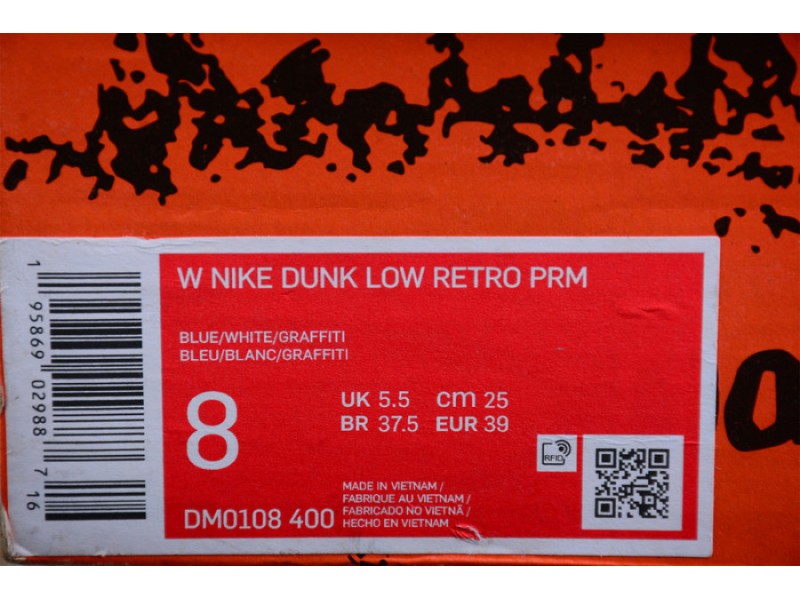 W NIKE DUNK LOW RETRO PRM
BLUE/WHITE/GRAFFITI
BLEU/BLANC/GRAFFITI
8
UK 5.5 cm 25
BR 37.5 EUR 39
RFID
MADE IN VIETNAM /
FABRIQUE AU VIETNAM /
FABRICADO NO VIETNÃ /
HECHO EN VIETNAM
DM0108 400
1 95869 02988 7 16